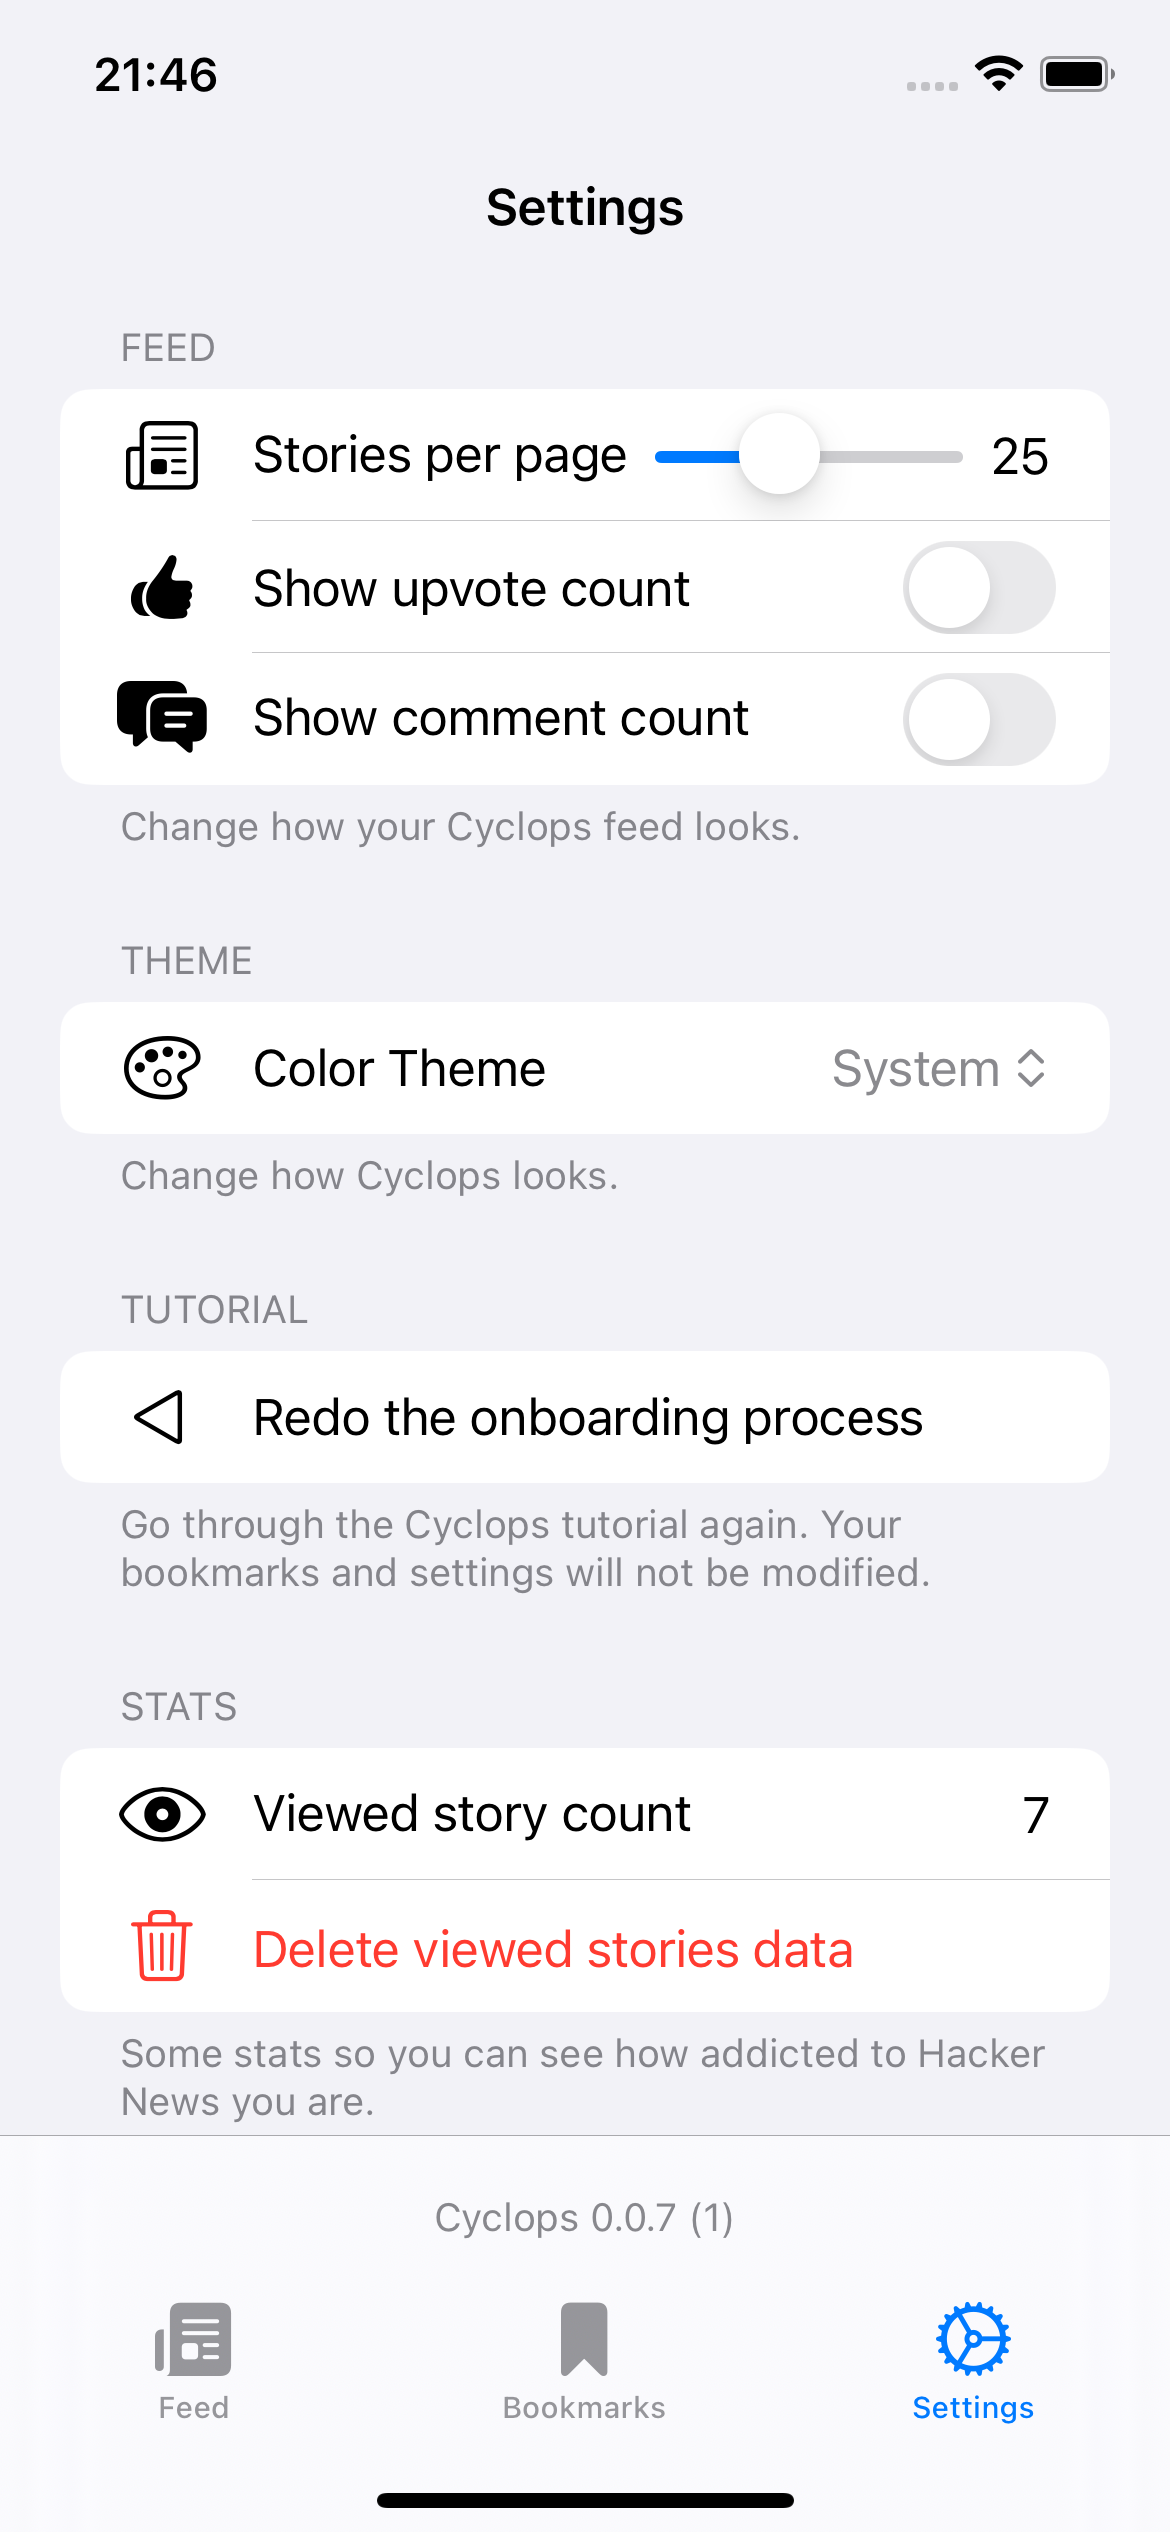 21:46
Settings
FEED
Stories per page 25
Show upvote count
Show comment count
Change how your Cyclops feed looks.
THEME
Color Theme System
Change how Cyclops looks.
TUTORIAL
Redo the onboarding process
Go through the Cyclops tutorial again. Your
bookmarks and settings will not be modified.
STATS
Viewed story count 7
Delete viewed stories data
Some stats so you can see how addicted to Hacker
News you are.
Cyclops 0.0.7 (1)
Feed Bookmarks Settings